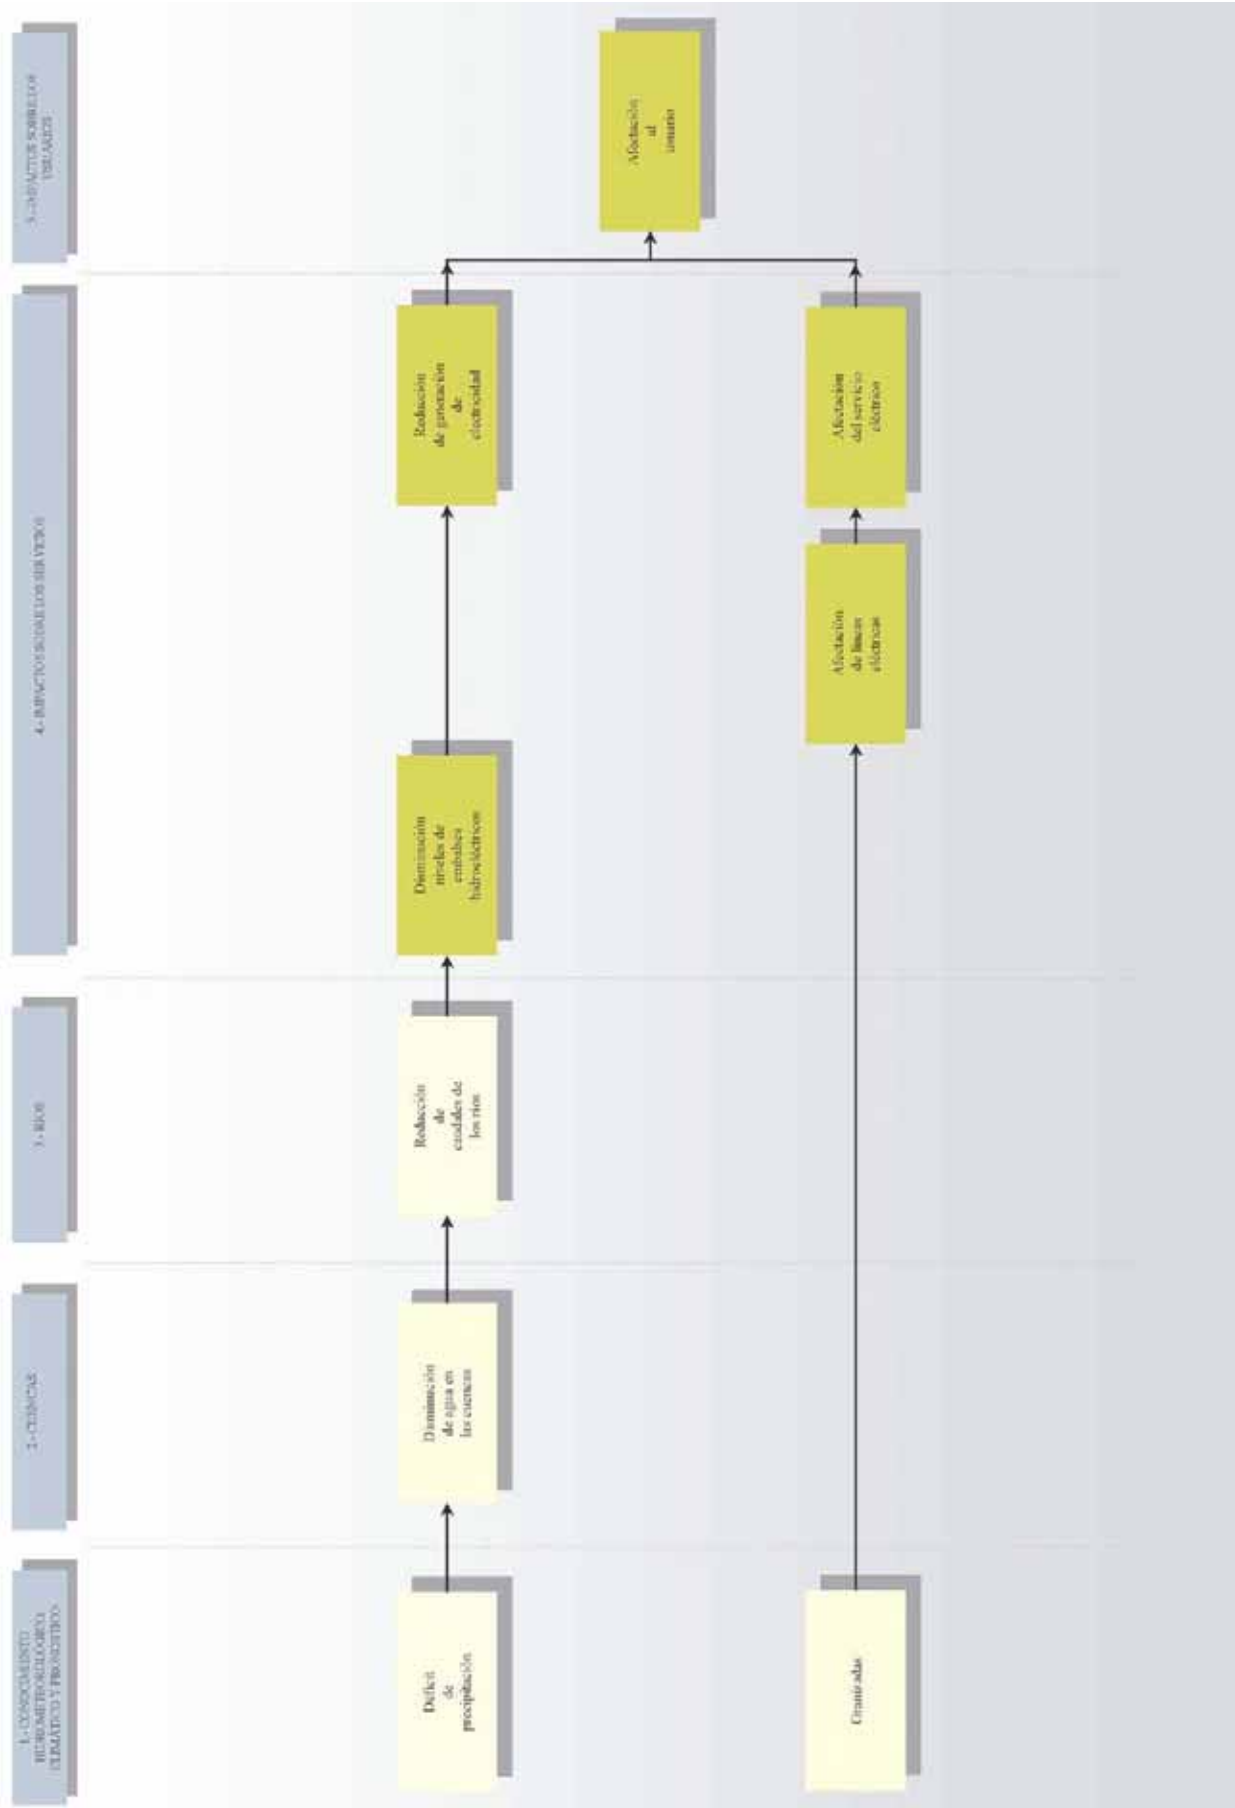 1.- CONOCIMIENTO
HIDROMETEOROLÓGICO,
CLIMÁTICO Y PRONÓSTICO
2.- CUENCAS
3.- RÍOS
4.- IMPACTOS SOBRE LOS SERVICIOS
5.- IMPACTOS SOBRE LOS
USUARIOS
Déficit
de
precipitación
Disminución
de agua en
las cuencas
Reducción
de
caudales de
los ríos
Disminución
niveles de
embalses
hidroeléctricos
Reducción
de generación
de
electricidad
Afectación
al
usuario
Granizadas
Afectación
de líneas
eléctricas
Afectación
del servicio
eléctrico